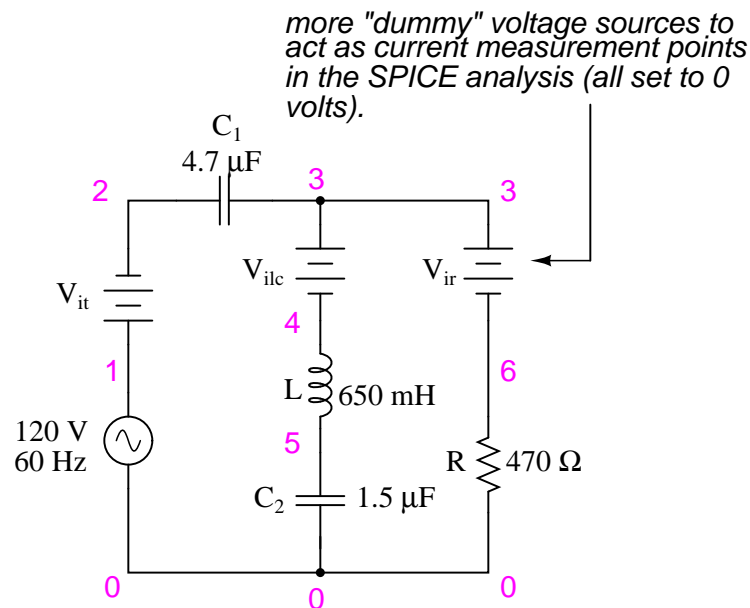 more "dummy" voltage sources to
act as current measurement points
in the SPICE analysis (all set to 0
volts).
C1
4.7 µF
2
3
3
Vit
Vilc
Vir
4
1
6
L
650 mH
120 V
60 Hz
5
R
470 Ω
C2
1.5 µF
0
0
0